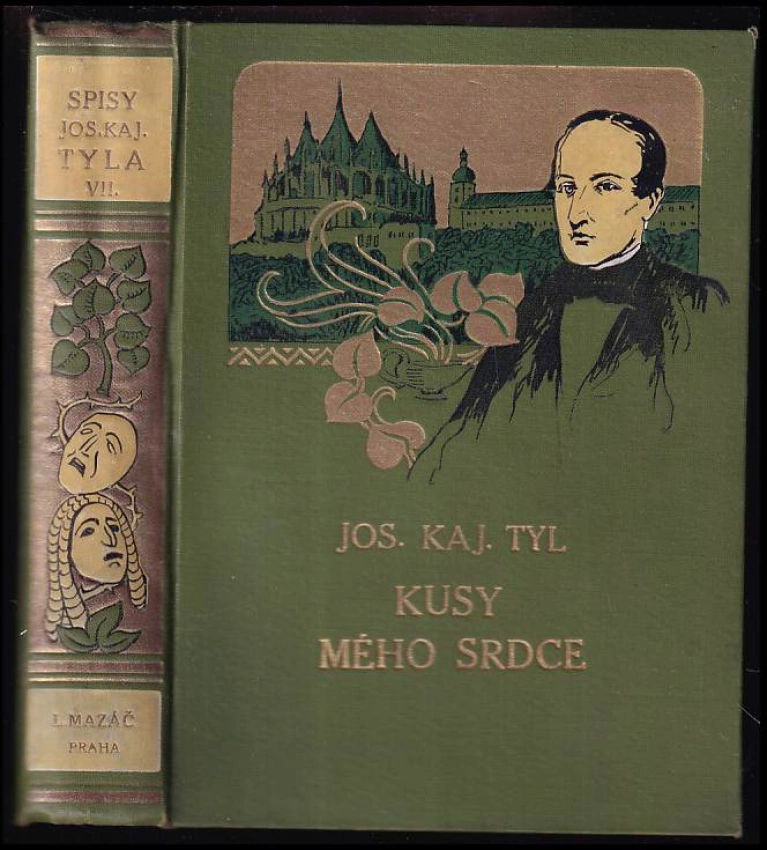 SPISY
JOS. KAJ.
TYLA
VII.
L. MAZÁČ
PRAHA
JOS. KAJ. TYL
KUSY
MÉHO SRDCE